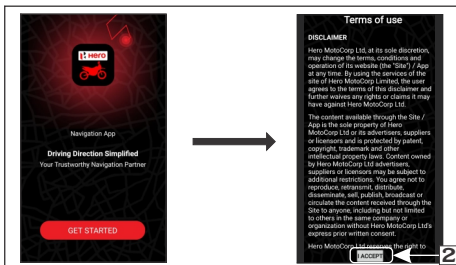 Hero
Navigation App
Driving Direction Simplified
Your Trustworthy Navigation Partner
GET STARTED
Terms of use
DISCLAIMER
Hero MotoCorp Ltd, at its sole discretion,
may change the terms, conditions and
operation of its website (the "Site") / App
at any time. By using the services of the
site of Hero MotoCorp Limited, the user
agrees to the terms of this disclaimer and
further waives any rights or claims it may
have against Hero MotoCorp Ltd.
The content available through the Site /
App is the sole property of Hero
MotoCorp Ltd or its advertisers, suppliers
or licensors and is protected by patent,
copyright, trademark and other
intellectual property laws. Content owned
by Hero MotoCorp Ltd advertisers,
suppliers or licensors may be subject to
additional restrictions. You agree not to
reproduce, retransmit, distribute,
disseminate, sell, publish, broadcast or
circulate the content received through the
Site to anyone, including but not limited
to others in the same company or
organization without Hero MotoCorp Ltd's
express prior written consent.
Hero MotoCorp Ltd reserves the right to
I ACCEPT
2